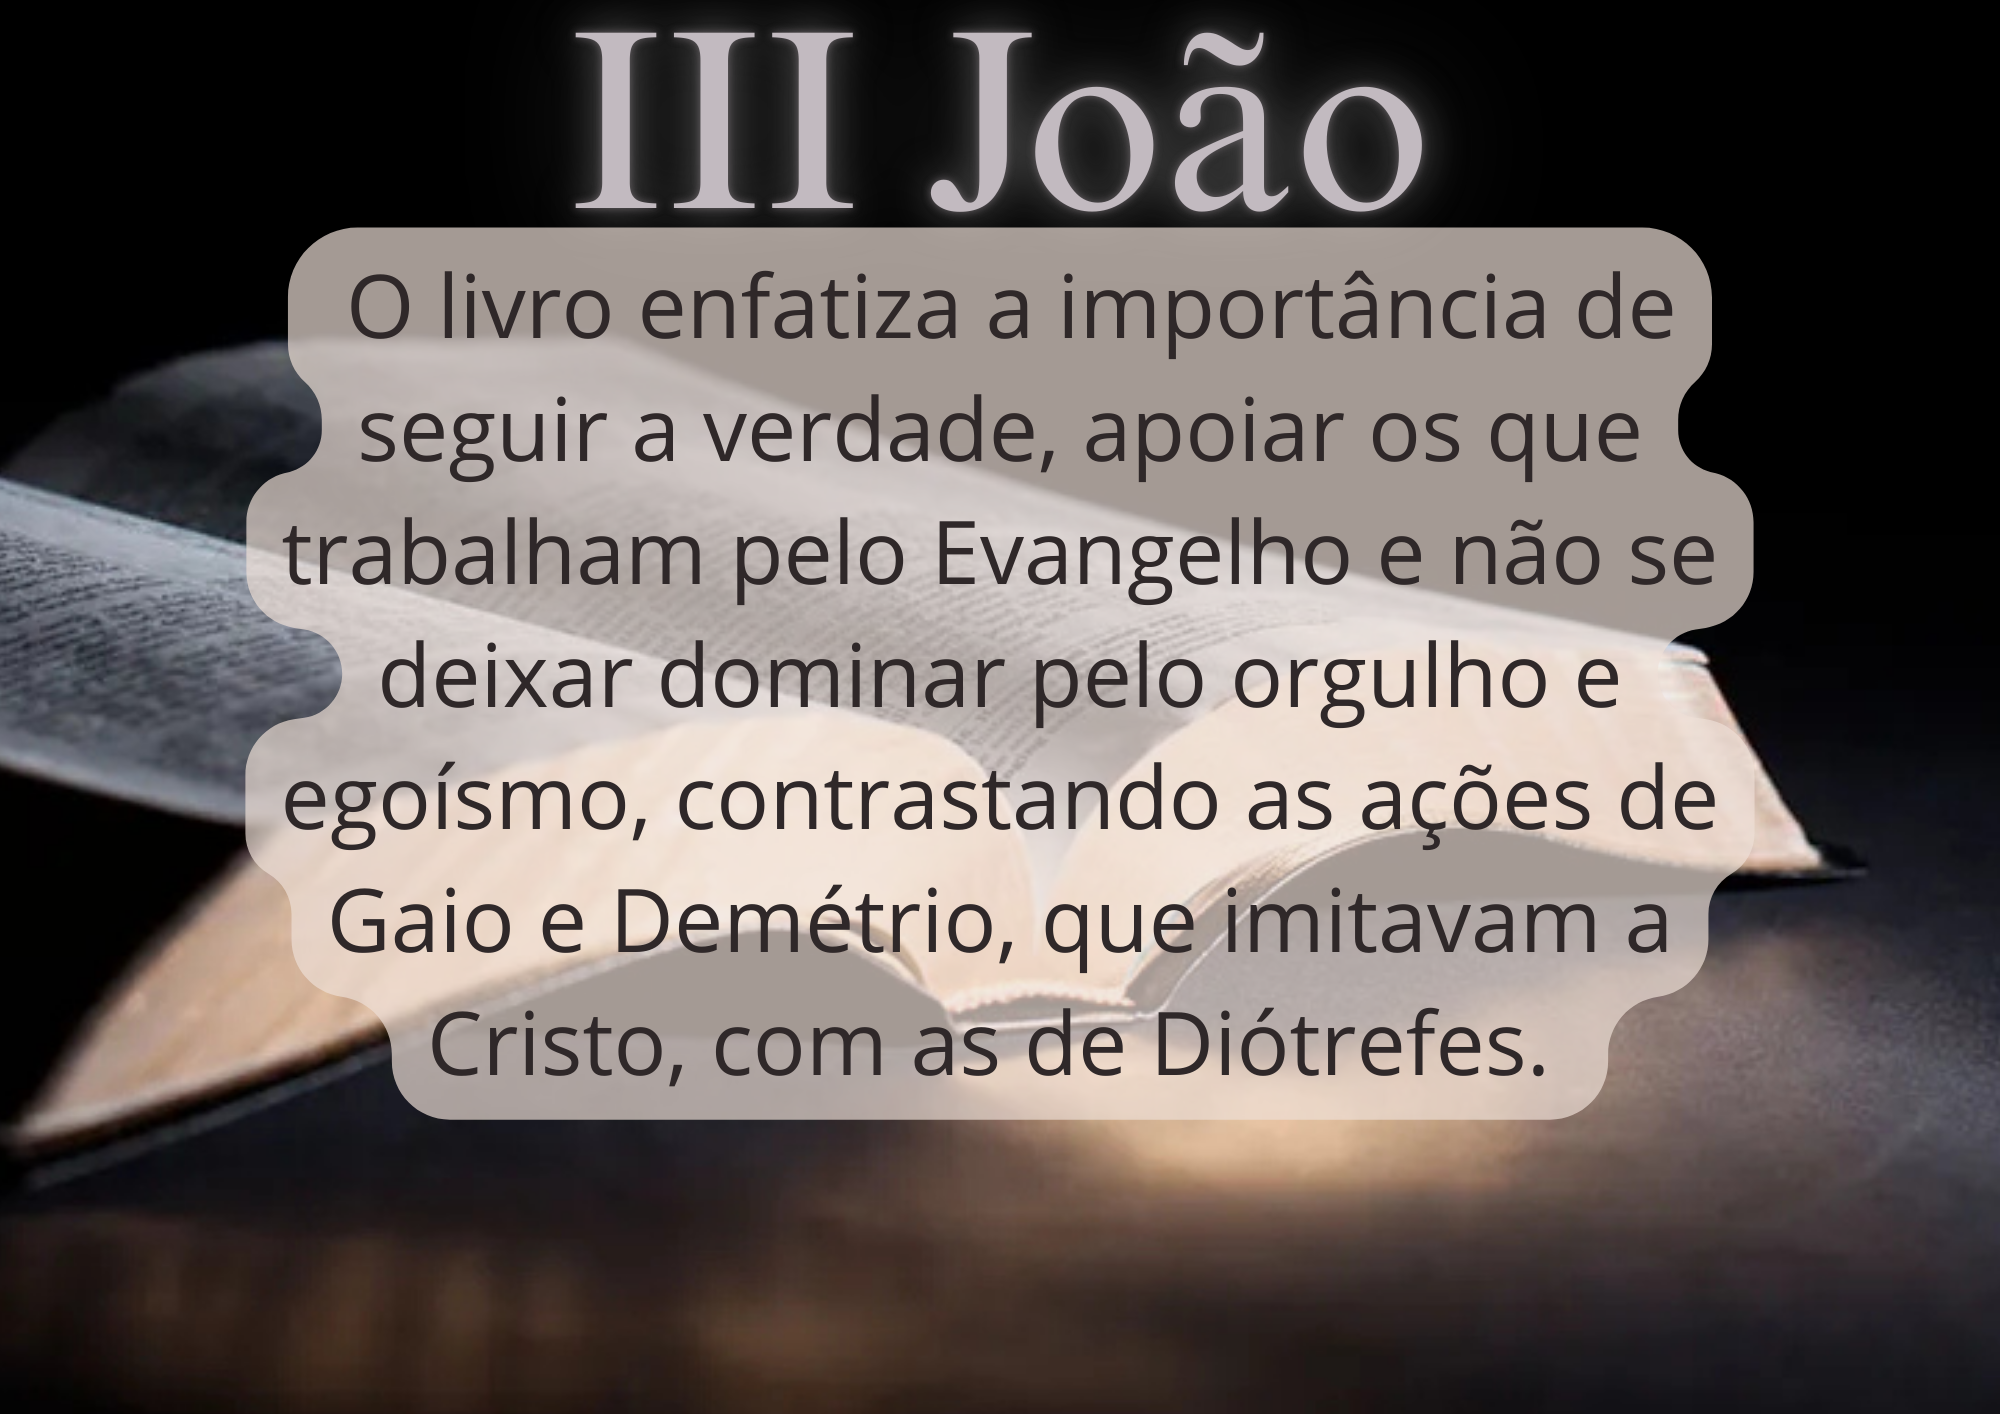 III João
O livro enfatiza a importância de
seguir a verdade, apoiar os que
trabalham pelo Evangelho e não se
deixar dominar pelo orgulho e
egoísmo, contrastando as ações de
Gaio e Demétrio, que imitavam a
Cristo, com as de Diótrefes.